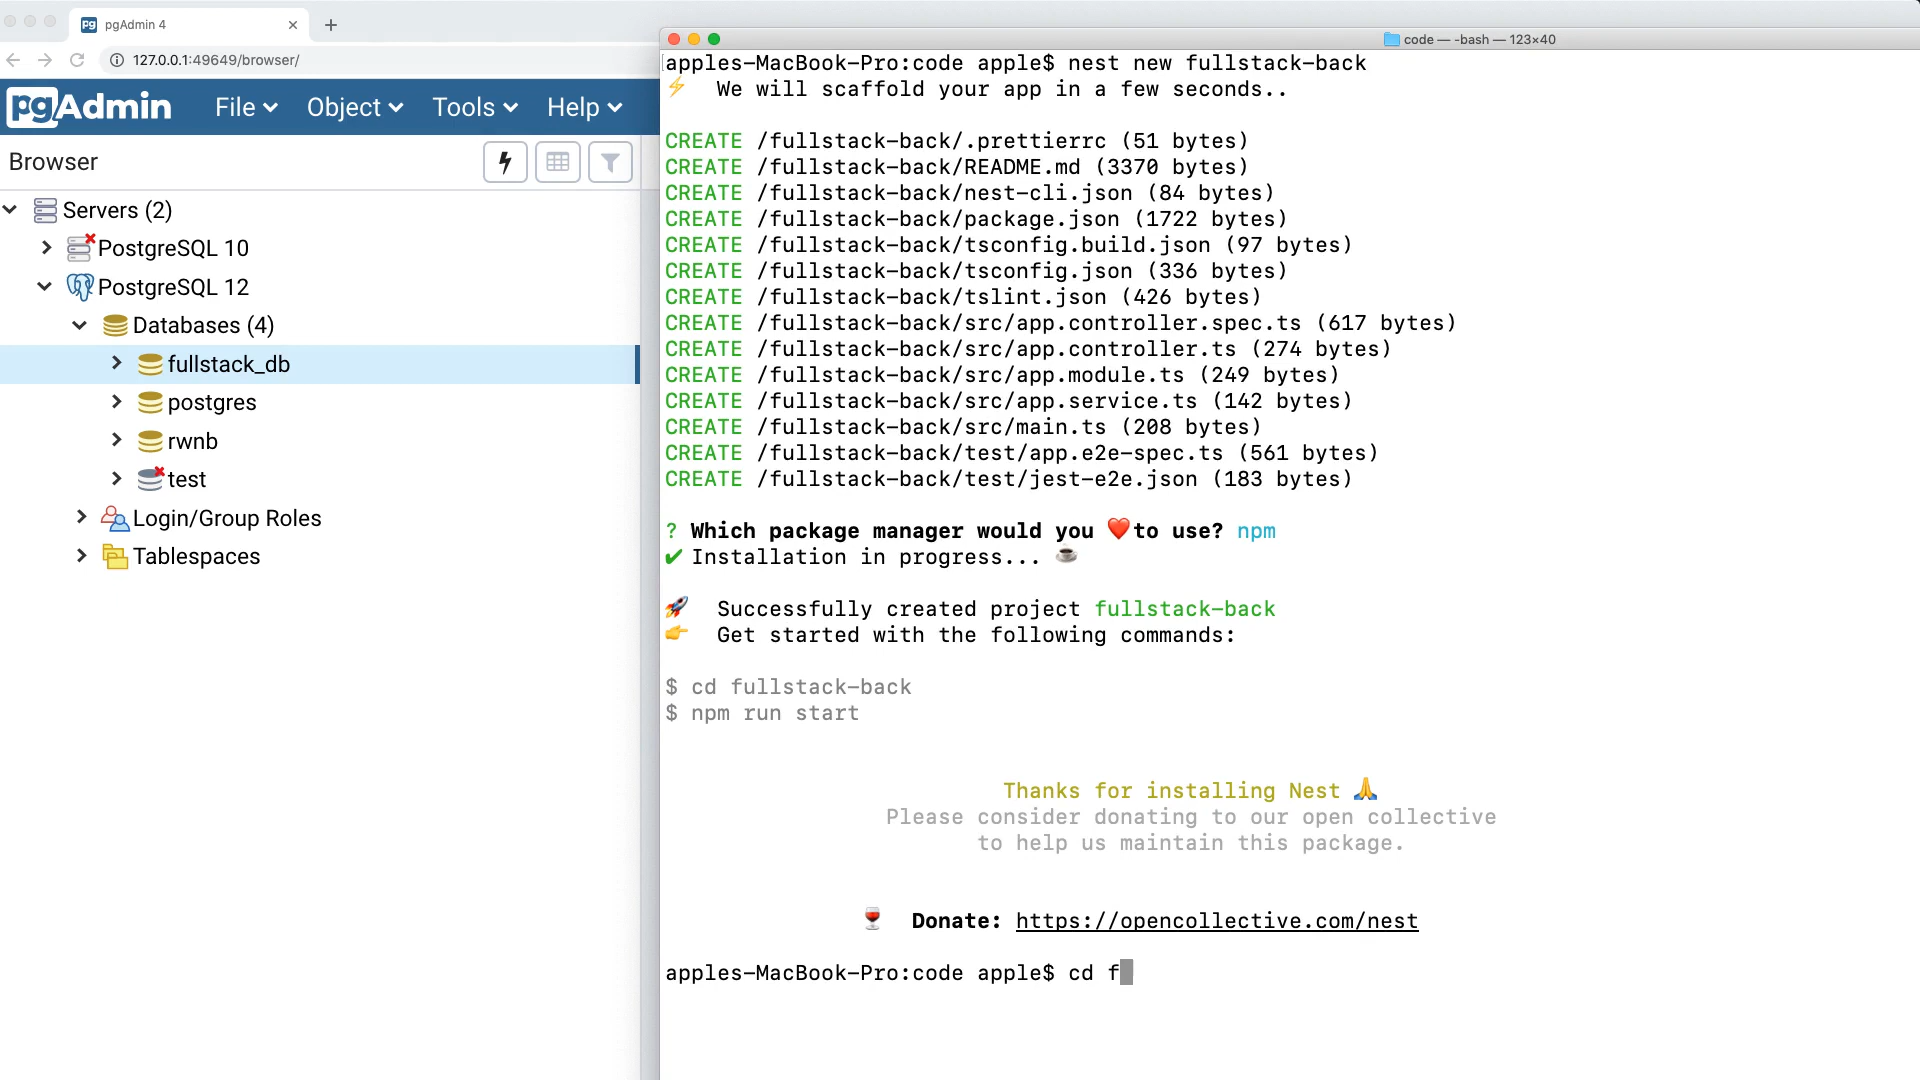 pgAdmin 4
127.0.0.1:49649/browser/
pgAdmin
File
Object
Tools
Help
Browser
Servers (2)
PostgreSQL 10
PostgreSQL 12
Databases (4)
fullstack_db
postgres
rwnb
test
Login/Group Roles
Tablespaces
code — -bash — 123×40
apples-MacBook-Pro:code apple$ nest new fullstack-back
⚡ We will scaffold your app in a few seconds..
CREATE /fullstack-back/.prettierrc (51 bytes)
CREATE /fullstack-back/README.md (3370 bytes)
CREATE /fullstack-back/nest-cli.json (84 bytes)
CREATE /fullstack-back/package.json (1722 bytes)
CREATE /fullstack-back/tsconfig.build.json (97 bytes)
CREATE /fullstack-back/tsconfig.json (336 bytes)
CREATE /fullstack-back/tslint.json (426 bytes)
CREATE /fullstack-back/src/app.controller.spec.ts (617 bytes)
CREATE /fullstack-back/src/app.controller.ts (274 bytes)
CREATE /fullstack-back/src/app.module.ts (249 bytes)
CREATE /fullstack-back/src/app.service.ts (142 bytes)
CREATE /fullstack-back/src/main.ts (208 bytes)
CREATE /fullstack-back/test/app.e2e-spec.ts (561 bytes)
CREATE /fullstack-back/test/jest-e2e.json (183 bytes)
? Which package manager would you ❤️ to use? npm
✔ Installation in progress... ☕
🚀 Successfully created project fullstack-back
👉 Get started with the following commands:
$ cd fullstack-back
$ npm run start
Thanks for installing Nest 🙏
Please consider donating to our open collective
to help us maintain this package.
🍷 Donate: https://opencollective.com/nest
apples-MacBook-Pro:code apple$ cd f